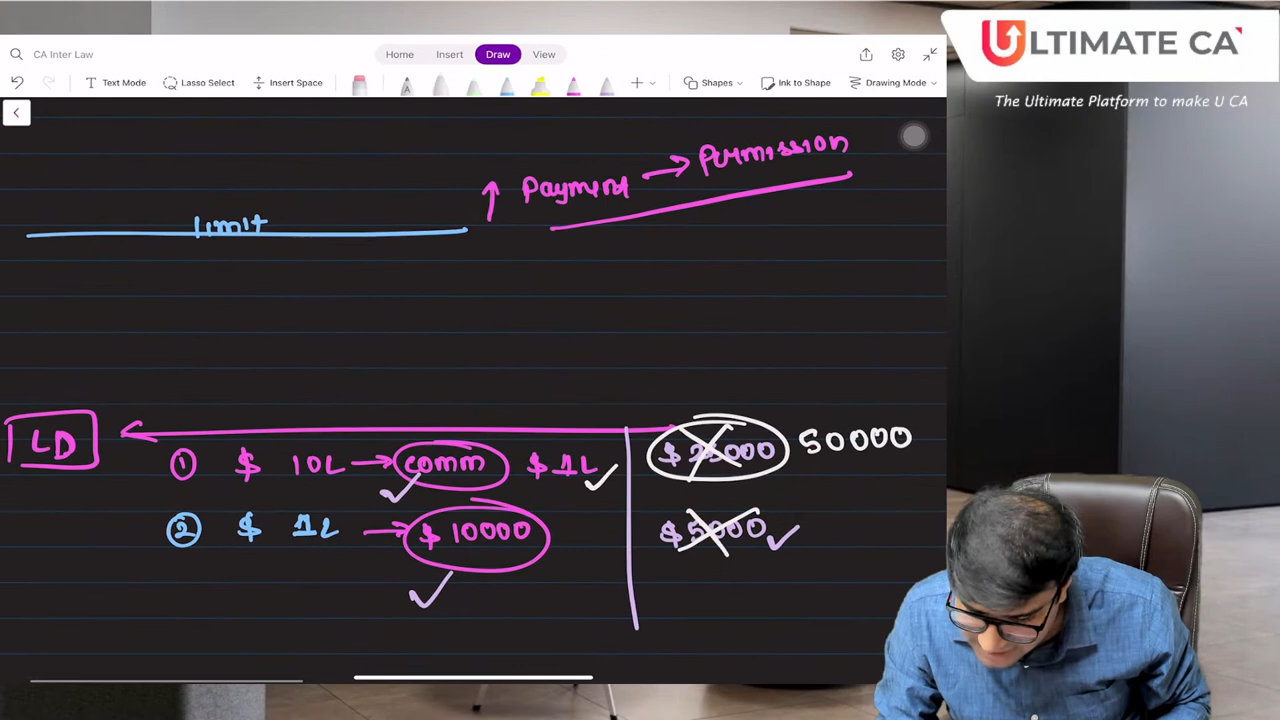 ULTIMATE CA
The Ultimate Platform to make U CA
CA Inter Law
Home Insert Draw View
Text Mode Lasso Select Insert Space Shapes Ink to Shape Drawing Mode
Payment → Permission
limit
LD
① $ 10L → comm $ 1L $ 25000 50000
② $ 1L → $ 10000 $ 5000